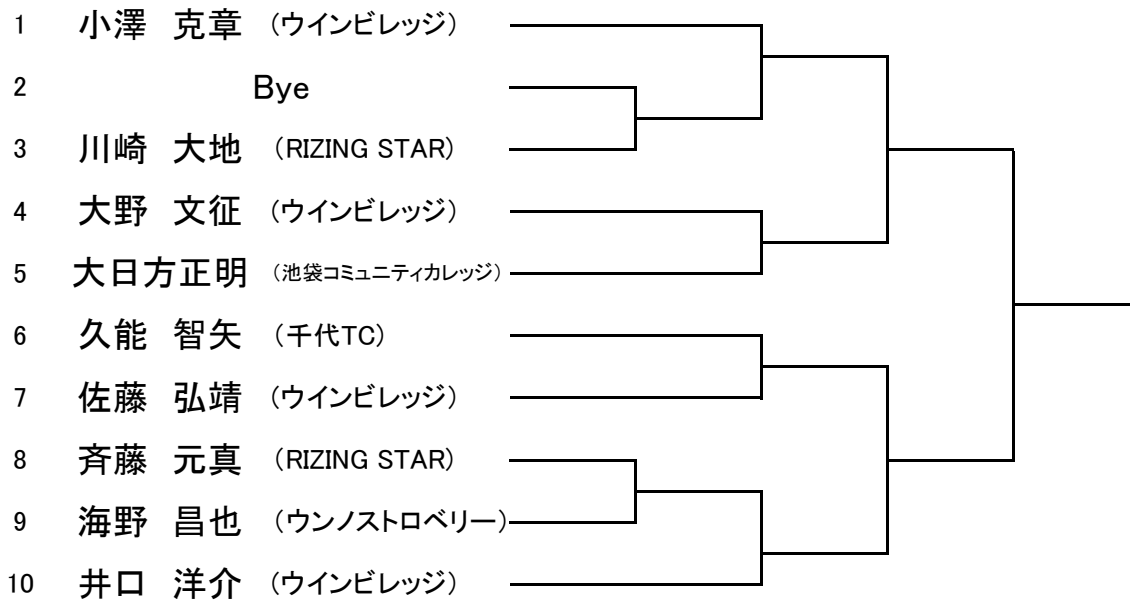 1 小澤 克章 （ウインビレッジ）
2 Bye
3 川崎 大地 （RIZING STAR）
4 大野 文征 （ウインビレッジ）
5 大日方正明 （池袋コミュニティカレッジ）
6 久能 智矢 （千代TC）
7 佐藤 弘靖 （ウインビレッジ）
8 斉藤 元真 （RIZING STAR）
9 海野 昌也 （ウンノストロベリー）
10 井口 洋介 （ウインビレッジ）